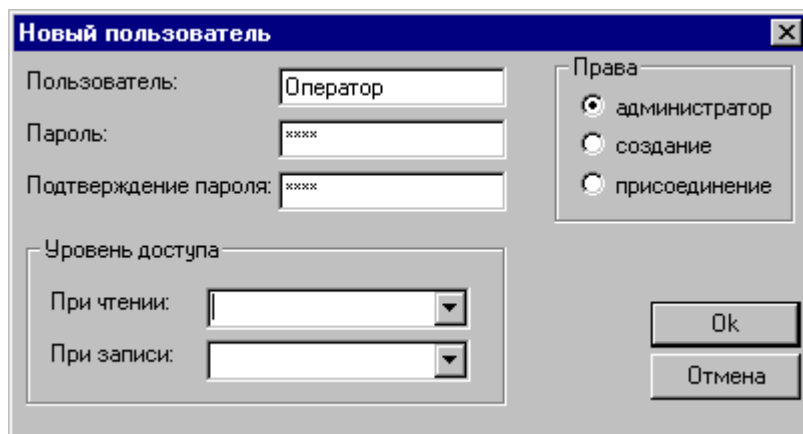 Новый пользователь
Пользователь: Оператор
Пароль: ****
Подтверждение пароля: ****
Права
администратор
создание
присоединение
Уровень доступа
При чтении:
При записи:
Ok
Отмена